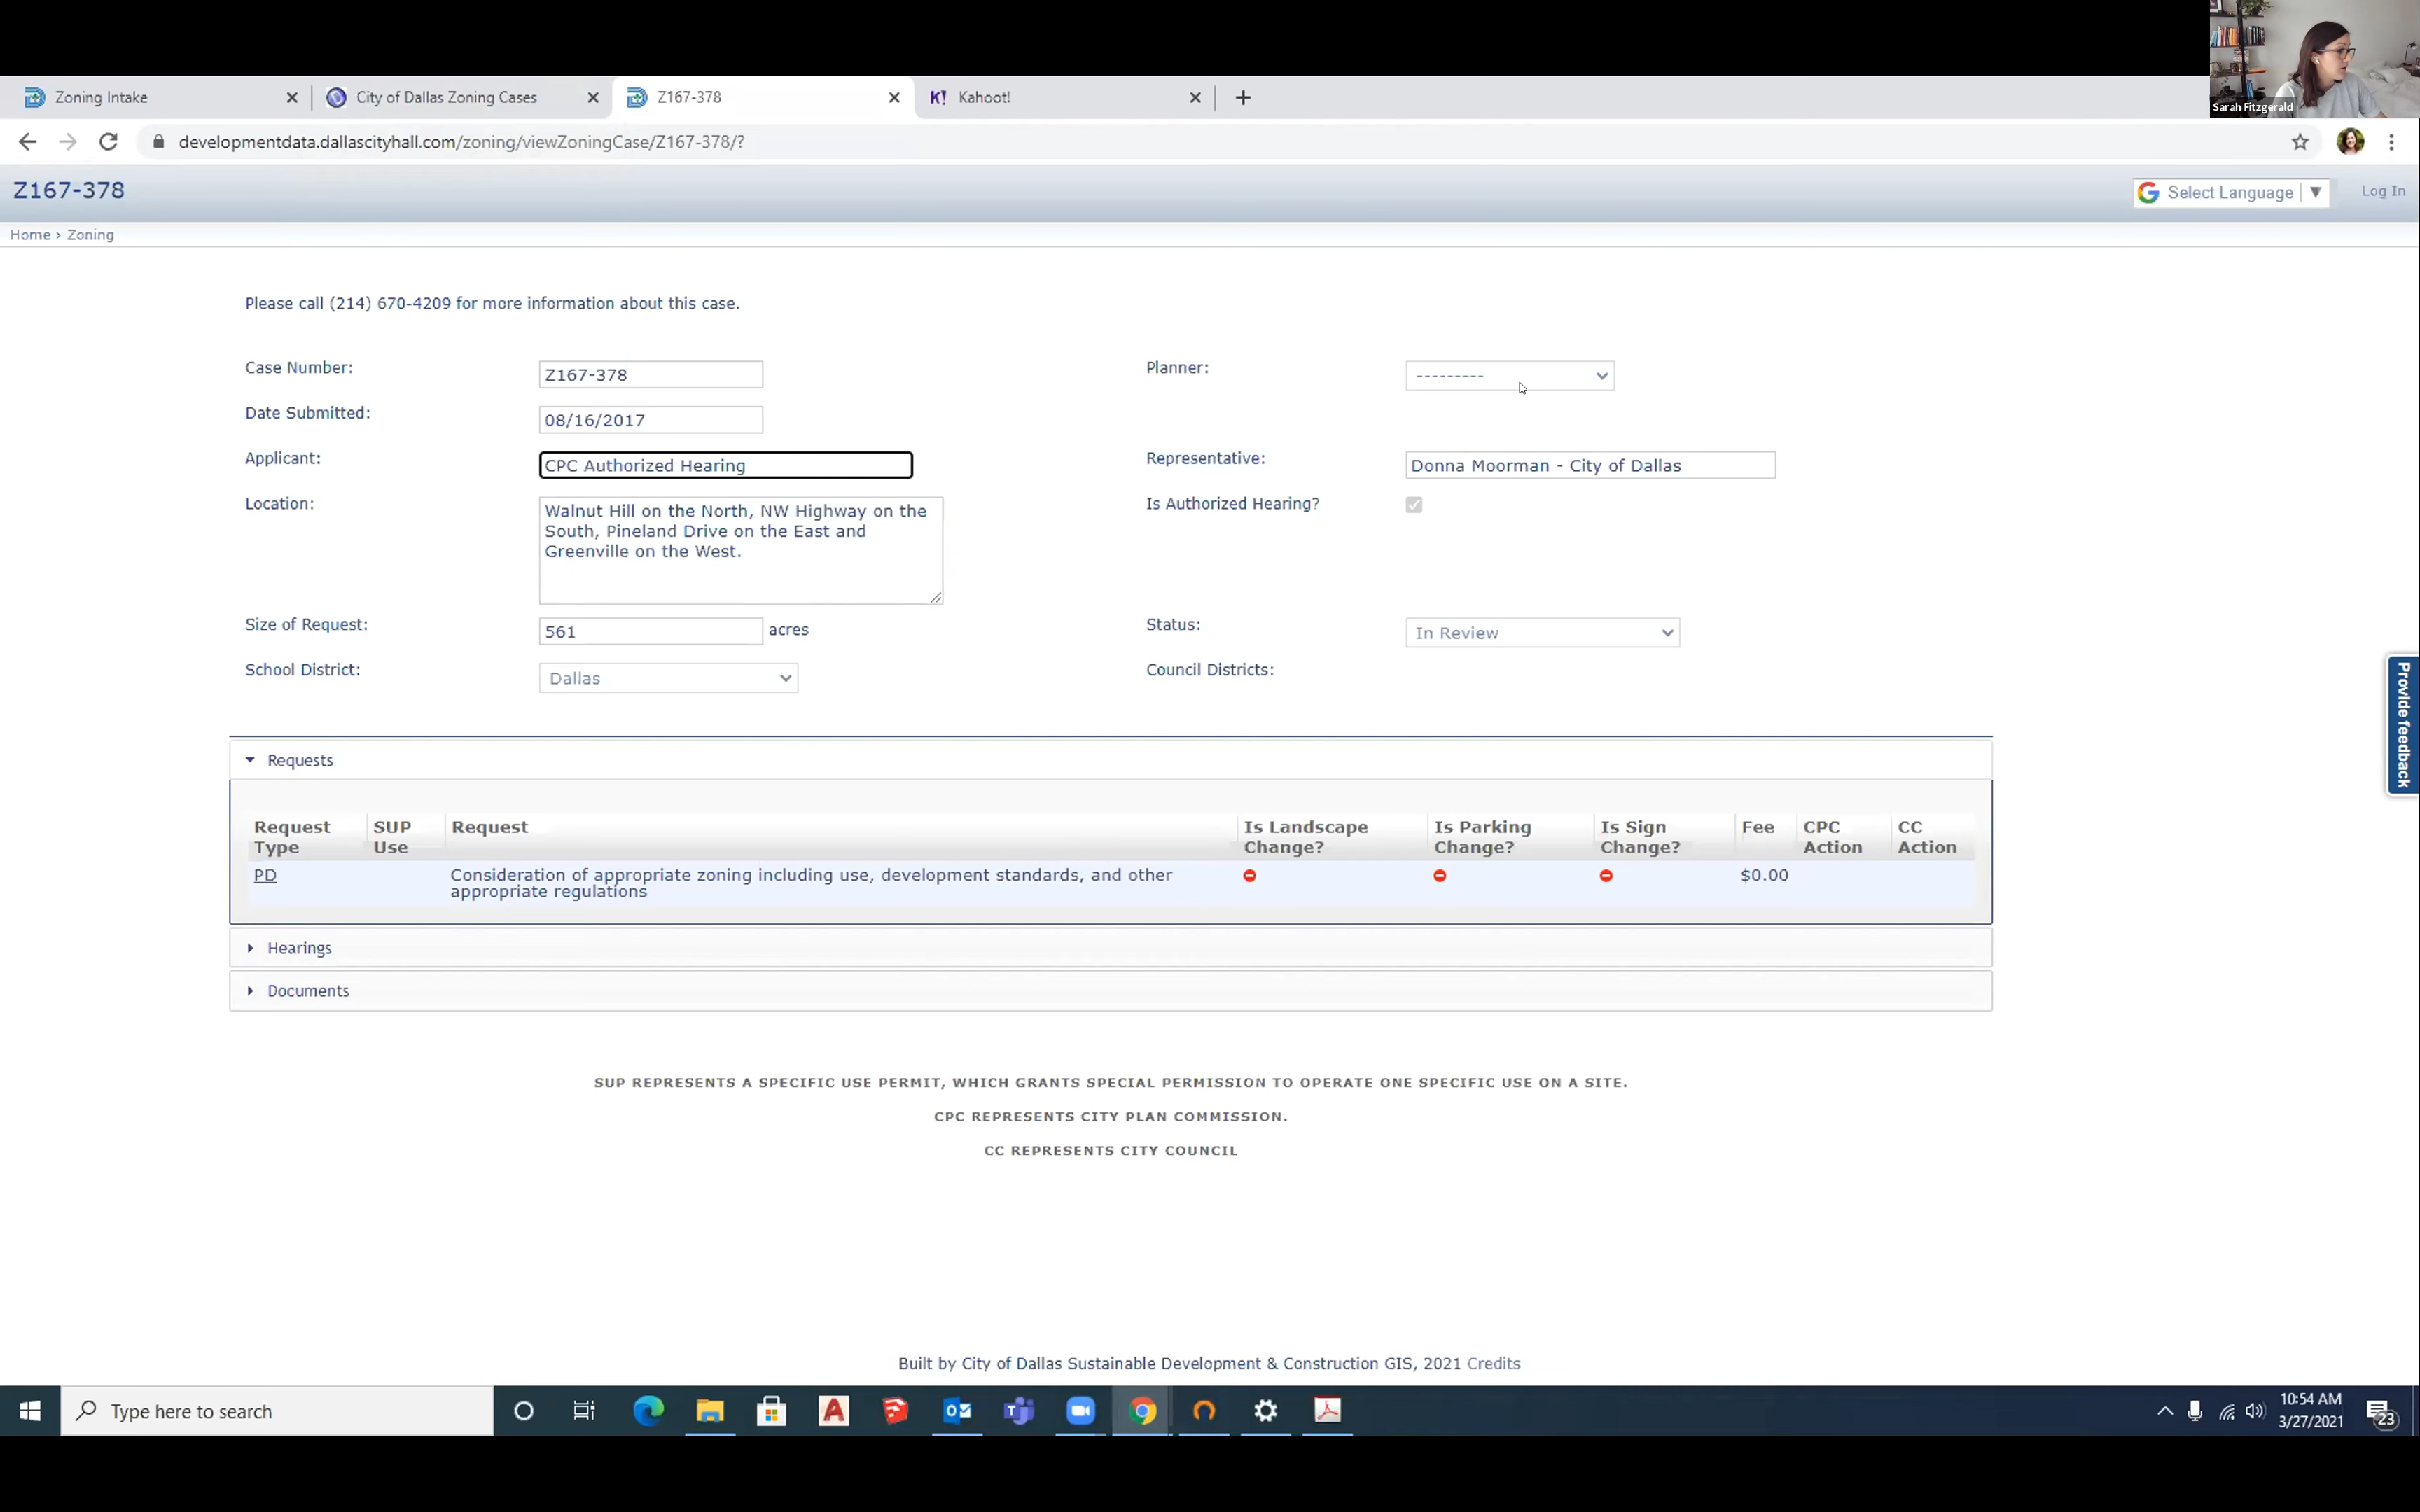 Sarah Fitzgerald
Zoning Intake
City of Dallas Zoning Cases
Z167-378
Kahoot!
developmentdata.dallascityhall.com/zoning/viewZoningCase/Z167-378/?
Z167-378
Select Language
Log In
Home › Zoning
Please call (214) 670-4209 for more information about this case.
Case Number:
Z167-378
Planner:
---------
Date Submitted:
08/16/2017
Applicant:
CPC Authorized Hearing
Representative:
Donna Moorman - City of Dallas
Location:
Walnut Hill on the North, NW Highway on the
South, Pineland Drive on the East and
Greenville on the West.
Is Authorized Hearing?
Size of Request:
561
acres
Status:
In Review
School District:
Dallas
Council Districts:
Provide feedback
Requests
Request Type
SUP Use
Request
Is Landscape Change?
Is Parking Change?
Is Sign Change?
Fee
CPC Action
CC Action
PD
Consideration of appropriate zoning including use, development standards, and other
appropriate regulations
$0.00
Hearings
Documents
SUP REPRESENTS A SPECIFIC USE PERMIT, WHICH GRANTS SPECIAL PERMISSION TO OPERATE ONE SPECIFIC USE ON A SITE.
CPC REPRESENTS CITY PLAN COMMISSION.
CC REPRESENTS CITY COUNCIL
Built by City of Dallas Sustainable Development & Construction GIS, 2021 Credits
Type here to search
10:54 AM
3/27/2021
23